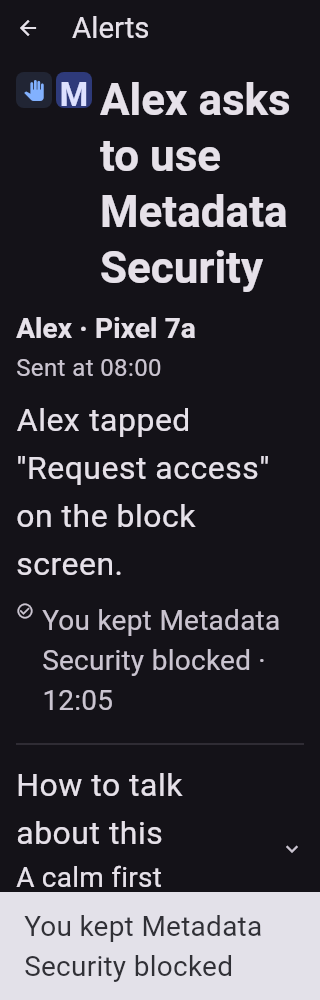 Alerts
M
Alex asks
to use
Metadata
Security
Alex · Pixel 7a
Sent at 08:00
Alex tapped
"Request access"
on the block
screen.
You kept Metadata
Security blocked ·
12:05
How to talk
about this
A calm first
You kept Metadata
Security blocked